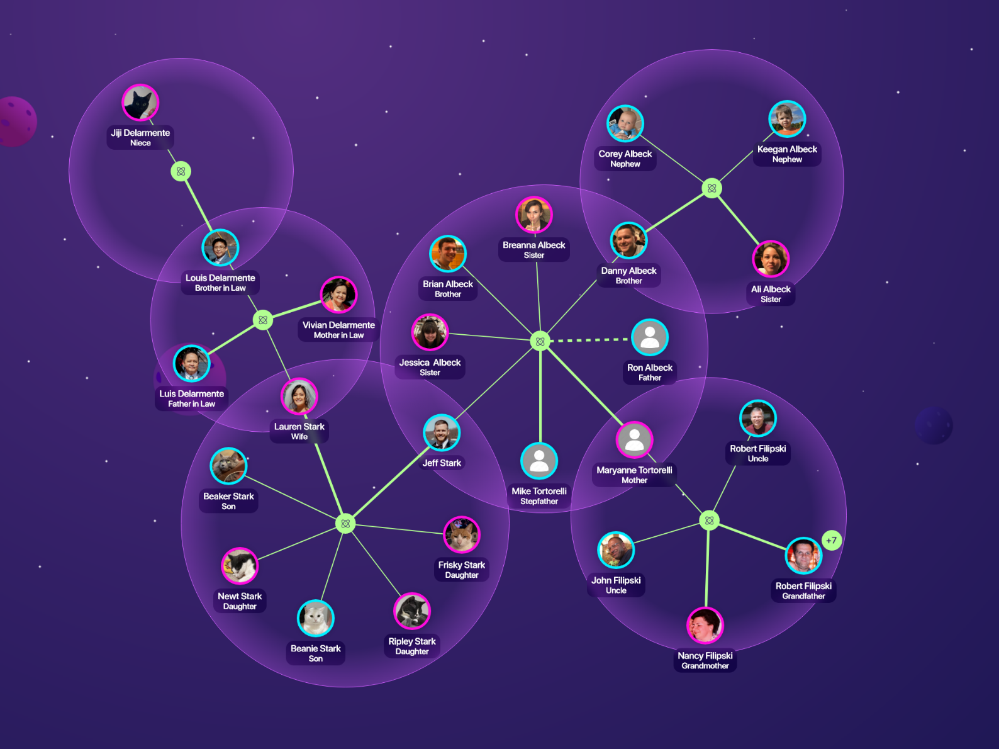 Jiji Delarmente
Niece
Corey Albeck
Nephew
Keegan Albeck
Nephew
Breanna Albeck
Sister
Louis Delarmente
Brother in Law
Brian Albeck
Brother
Danny Albeck
Brother
Ali Albeck
Sister
Vivian Delarmente
Mother in Law
Jessica Albeck
Sister
Ron Albeck
Father
Luis Delarmente
Father in Law
Lauren Stark
Wife
Jeff Stark
Maryanne Tortorelli
Mother
Robert Filipski
Uncle
Beaker Stark
Son
Mike Tortorelli
Stepfather
+7
Frisky Stark
Daughter
John Filipski
Uncle
Robert Filipski
Grandfather
Newt Stark
Daughter
Beanie Stark
Son
Ripley Stark
Daughter
Nancy Filipski
Grandmother